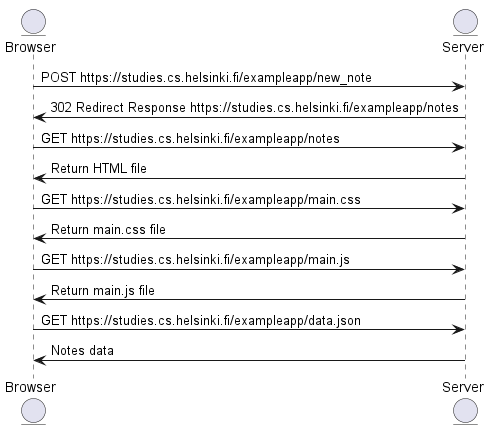 Browser Server
POST https://studies.cs.helsinki.fi/exampleapp/new_note
302 Redirect Response https://studies.cs.helsinki.fi/exampleapp/notes
GET https://studies.cs.helsinki.fi/exampleapp/notes
Return HTML file
GET https://studies.cs.helsinki.fi/exampleapp/main.css
Return main.css file
GET https://studies.cs.helsinki.fi/exampleapp/main.js
Return main.js file
GET https://studies.cs.helsinki.fi/exampleapp/data.json
Notes data
Browser Server